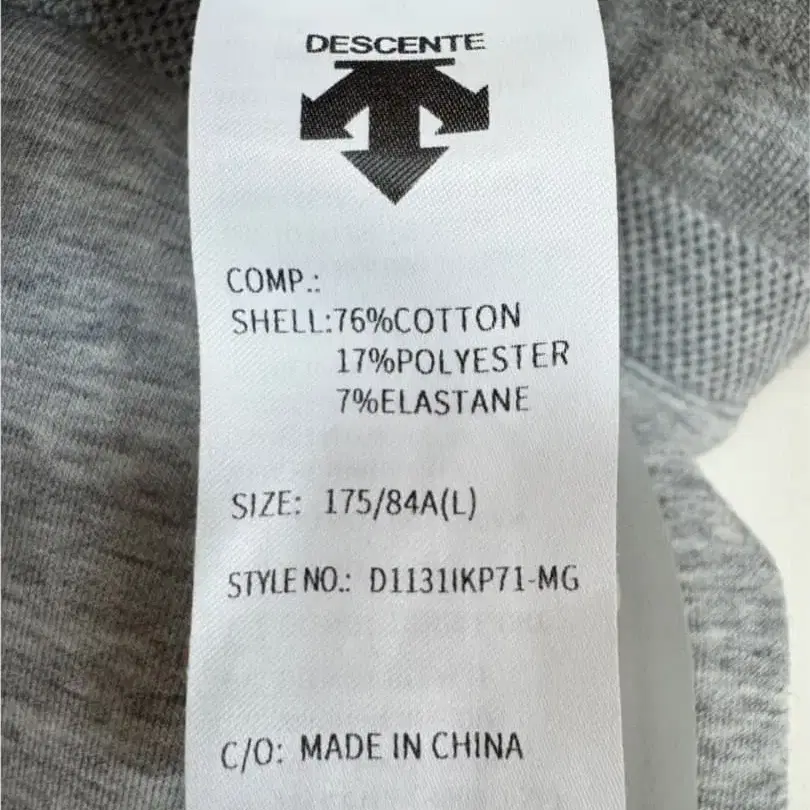 DESCENTE
COMP.:
SHELL:76%COTTON
17%POLYESTER
7%ELASTANE
SIZE: 175/84A(L)
STYLE NO.: D1131IKP71-MG
C/O: MADE IN CHINA